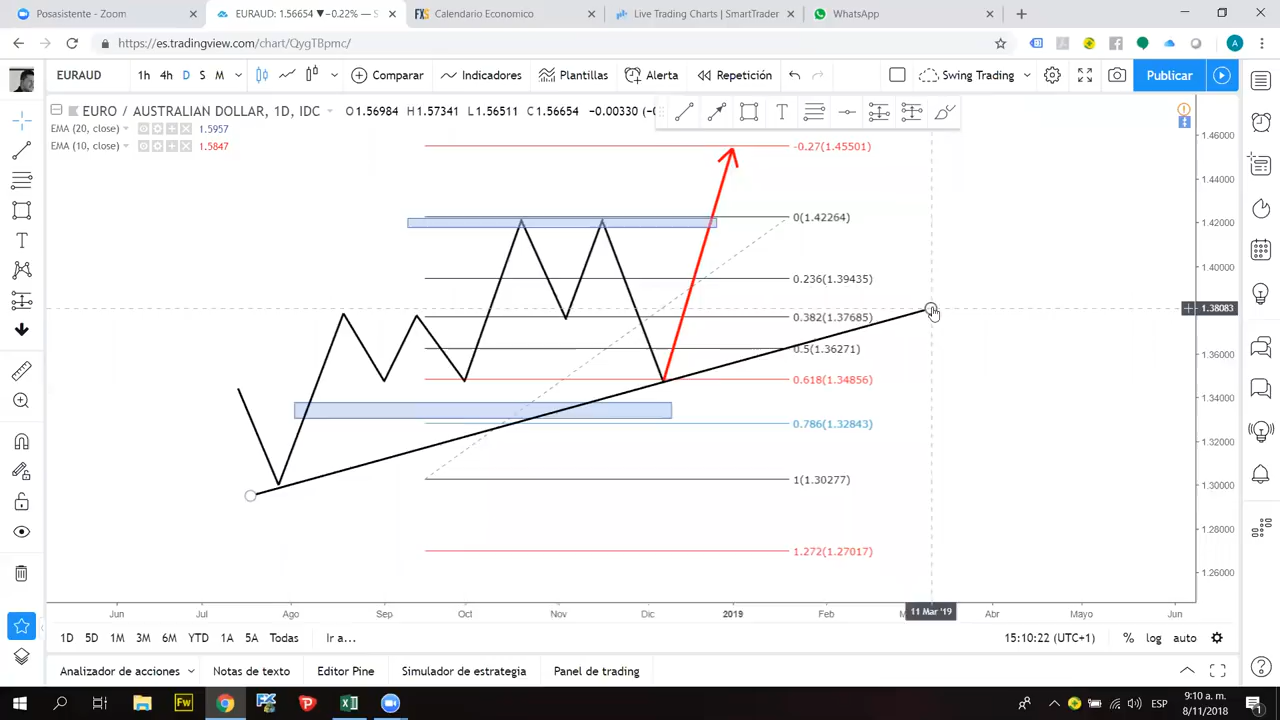 Posasistente - Zoom
EURAUD: 1.56654 ▼−0.22% — S
Calendario Economico
Live Trading Charts | SmartTrader
WhatsApp
https://es.tradingview.com/chart/QygTBpmc/
EURAUD
1h 4h D S M
Comparar
Indicadores
Plantillas
Alerta
Repetición
Swing Trading
Publicar
EURO / AUSTRALIAN DOLLAR, 1D, IDC
O1.56984 H1.57341 L1.56511 C1.56654 −0.00330
EMA (20, close)
1.5957
EMA (10, close)
1.5847
-0.27(1.45501)
0(1.42264)
0.236(1.39435)
0.382(1.37685)
0.5(1.36271)
0.618(1.34856)
0.786(1.32843)
1(1.30277)
1.272(1.27017)
1.46000
1.44000
1.42000
1.40000
1.38083
1.36000
1.34000
1.32000
1.30000
1.28000
1.26000
Jun Jul Ago Sep Oct Nov Dic 2019 Feb 11 Mar '19 Abr Mayo Jun
1D 5D 1M 3M 6M YTD 1A 5A Todas Ir a...
15:10:22 (UTC+1) % log auto
Analizador de acciones
Notas de texto
Editor Pine
Simulador de estrategia
Panel de trading
ESP
9:10 a. m.
8/11/2018